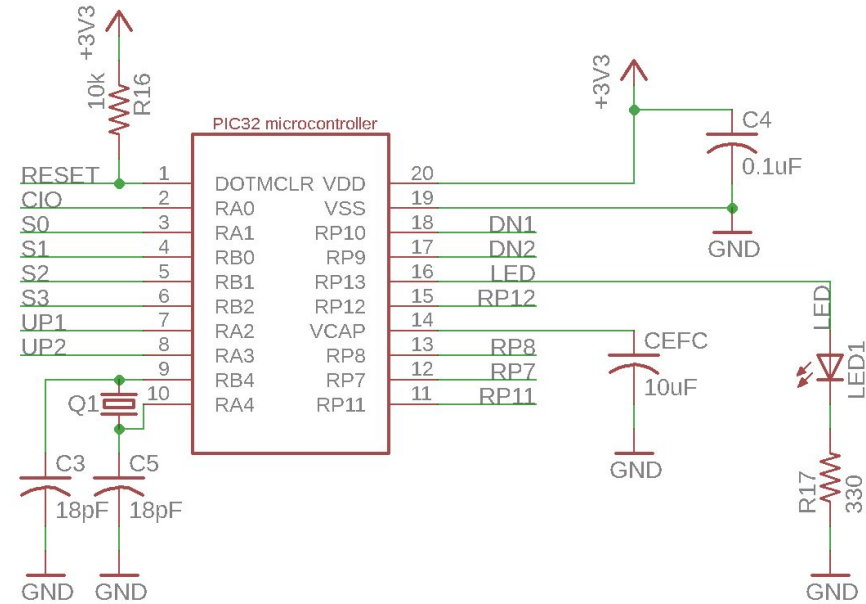 +3V3
10k
R16
PIC32 microcontroller
RESET 1 DOTMCLR VDD 20
CIO 2 RA0 VSS 19
S0 3 RA1 RP10 18 DN1
S1 4 RB0 RP9 17 DN2
S2 5 RB1 RP13 16 LED
S3 6 RB2 RP12 15 RP12
UP1 7 RA2 VCAP 14
UP2 8 RA3 RP8 13 RP8
9 RB4 RP7 12 RP7
10 RA4 RP11 11 RP11
Q1
C3
18pF
C5
18pF
GND
GND
+3V3
C4
0.1uF
GND
CEFC
10uF
GND
LED
LED1
R17
330
GND